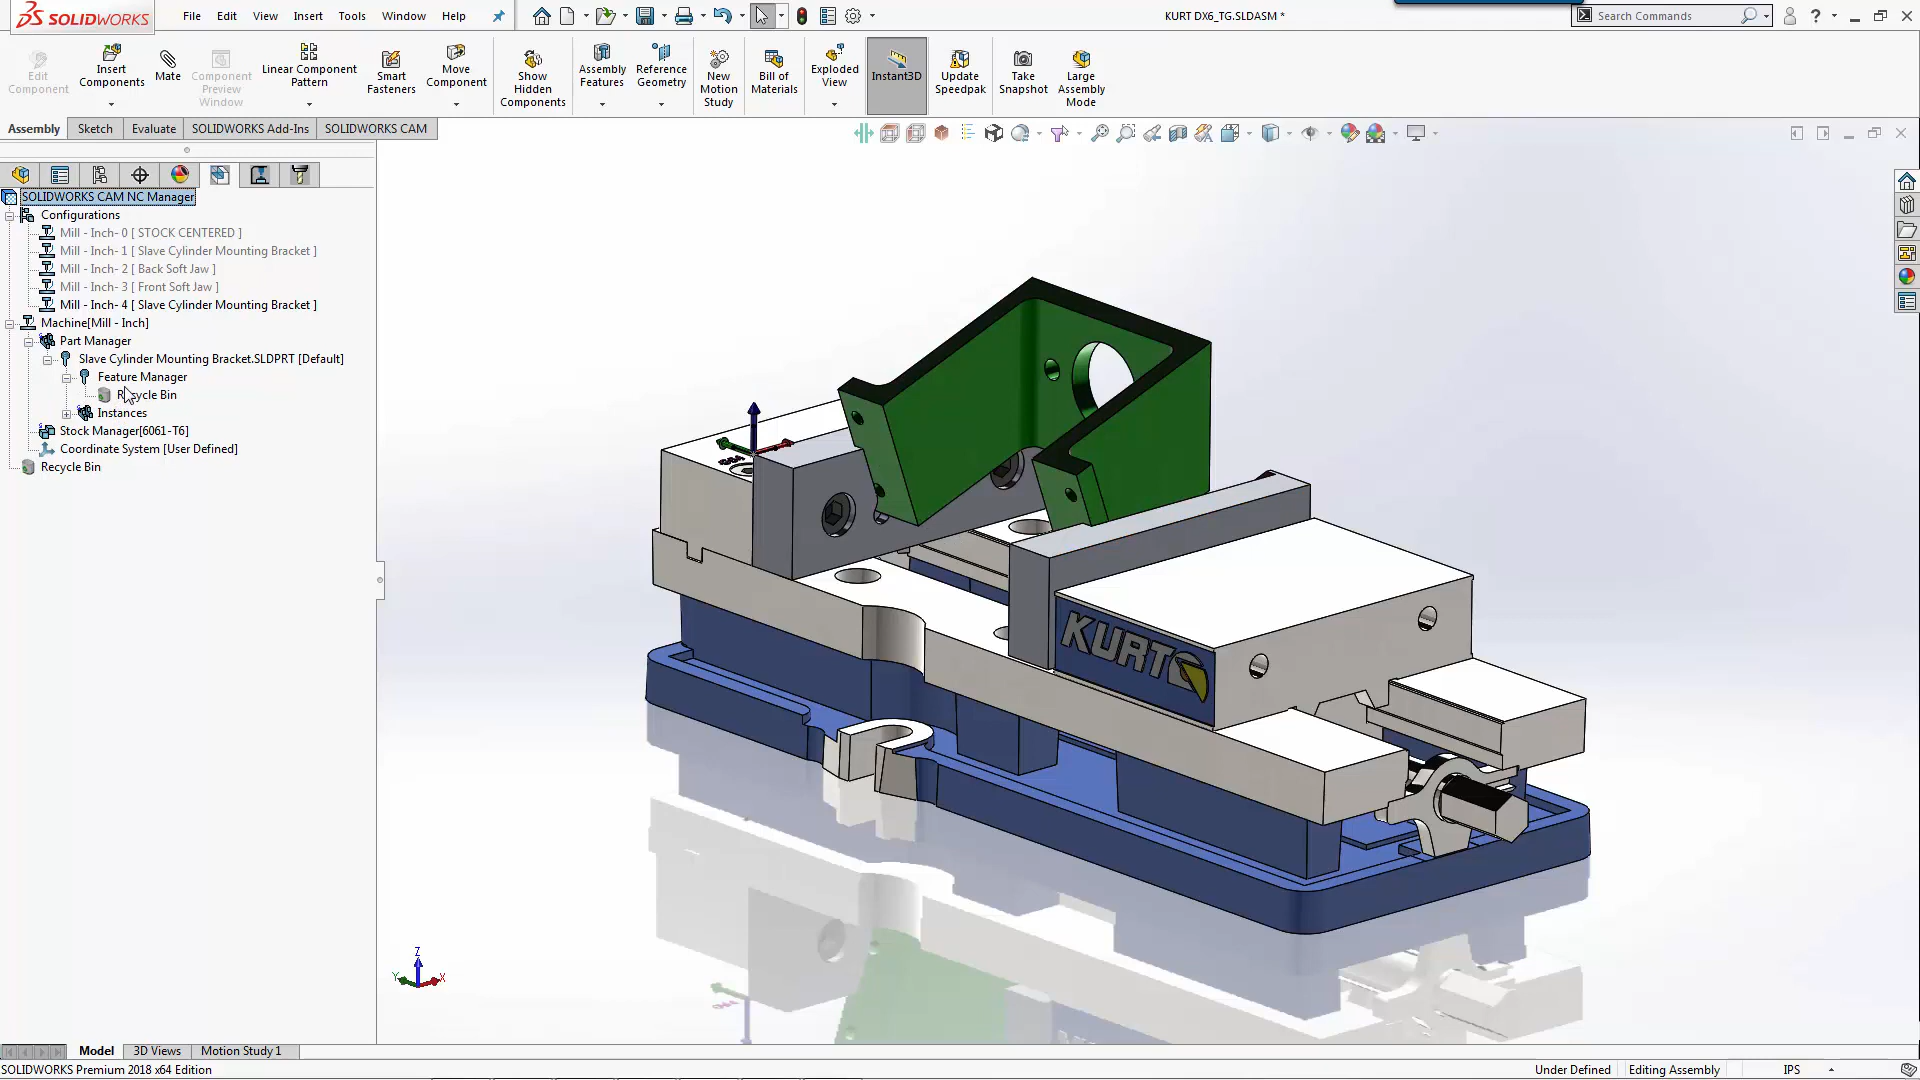 SOLIDWORKS
File Edit View Insert Tools Window Help
KURT DX6_TG.SLDASM *
Search Commands
Edit Component
Insert Components
Mate
Component Preview Window
Linear Component Pattern
Smart Fasteners
Move Component
Show Hidden Components
Assembly Features
Reference Geometry
New Motion Study
Bill of Materials
Exploded View
Instant3D
Update Speedpak
Take Snapshot
Large Assembly Mode
Assembly Sketch Evaluate SOLIDWORKS Add-Ins SOLIDWORKS CAM
SOLIDWORKS CAM NC Manager
Configurations
Mill - Inch- 0 [ STOCK CENTERED ]
Mill - Inch- 1 [ Slave Cylinder Mounting Bracket ]
Mill - Inch- 2 [ Back Soft Jaw ]
Mill - Inch- 3 [ Front Soft Jaw ]
Mill - Inch- 4 [ Slave Cylinder Mounting Bracket ]
Machine[Mill - Inch]
Part Manager
Slave Cylinder Mounting Bracket.SLDPRT [Default]
Feature Manager
Recycle Bin
Instances
Stock Manager[6061-T6]
Coordinate System [User Defined]
Recycle Bin
KURT
Z
Y
X
Model 3D Views Motion Study 1
SOLIDWORKS Premium 2018 x64 Edition
Under Defined Editing Assembly IPS